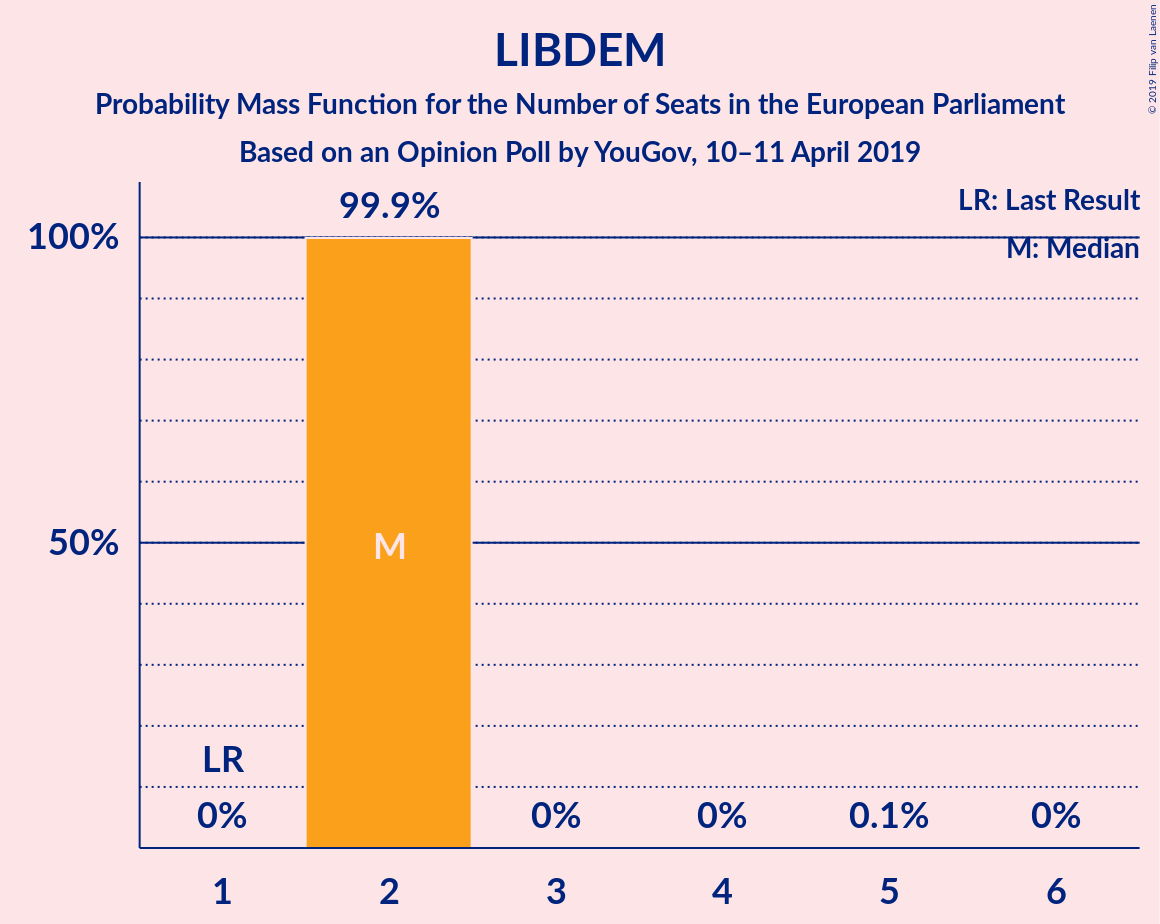 LIBDEM
Probability Mass Function for the Number of Seats in the European Parliament
Based on an Opinion Poll by YouGov, 10–11 April 2019
© 2019 Filip van Laenen
LR: Last Result
M: Median
99.9%
100%
50%
M
LR
0%
0%
0%
0.1%
0%
1
2
3
4
5
6